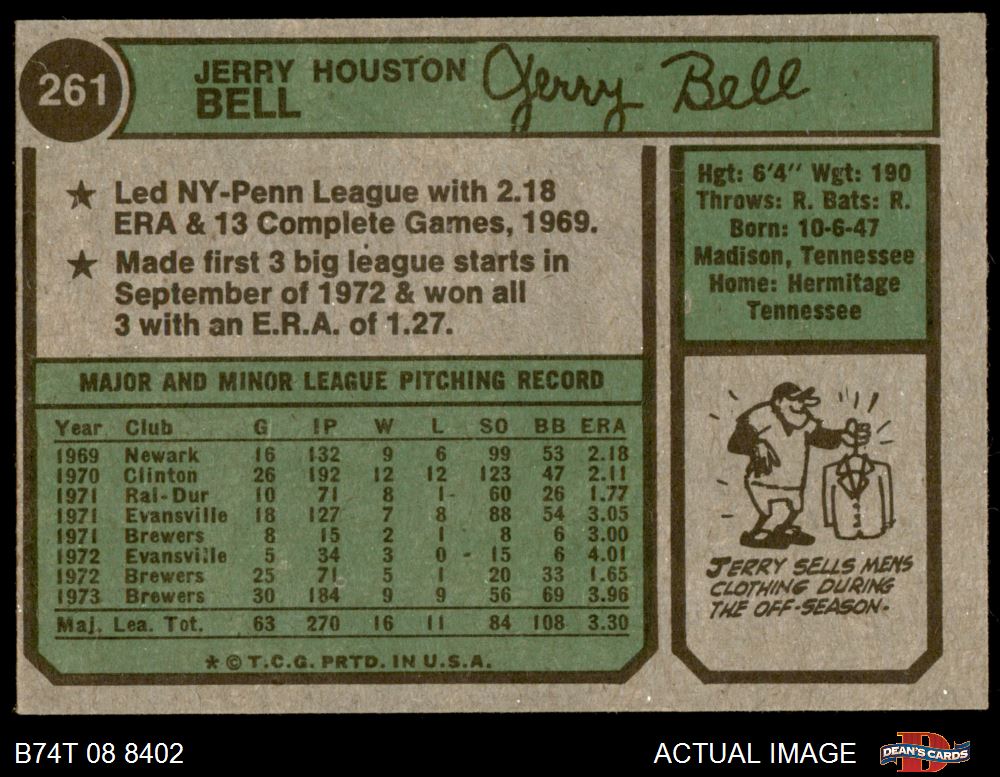 261
JERRY HOUSTON
BELL
Jerry Bell
★ Led NY-Penn League with 2.18
ERA & 13 Complete Games, 1969.
★ Made first 3 big league starts in
September of 1972 & won all
3 with an E.R.A. of 1.27.
Hgt: 6'4" Wgt: 190
Throws: R. Bats: R.
Born: 10-6-47
Madison, Tennessee
Home: Hermitage
Tennessee
MAJOR AND MINOR LEAGUE PITCHING RECORD
Year Club G IP W L SO BB ERA
1969 Newark 16 132 9 6 99 53 2.18
1970 Clinton 26 192 12 12 123 47 2.11
1971 Ral-Dur 10 71 8 1 60 26 1.77
1971 Evansville 18 127 7 8 88 54 3.05
1971 Brewers 8 15 2 1 8 6 3.00
1972 Evansville 5 34 3 0 15 6 4.01
1972 Brewers 25 71 5 1 20 33 1.65
1973 Brewers 30 184 9 9 56 69 3.96
Maj. Lea. Tot. 63 270 16 11 84 108 3.30
* © T.C.G. PRTD. IN U.S.A.
JERRY SELLS MENS
CLOTHING DURING
THE OFF-SEASON.
B74T 08 8402
ACTUAL IMAGE
DEAN'S CARDS